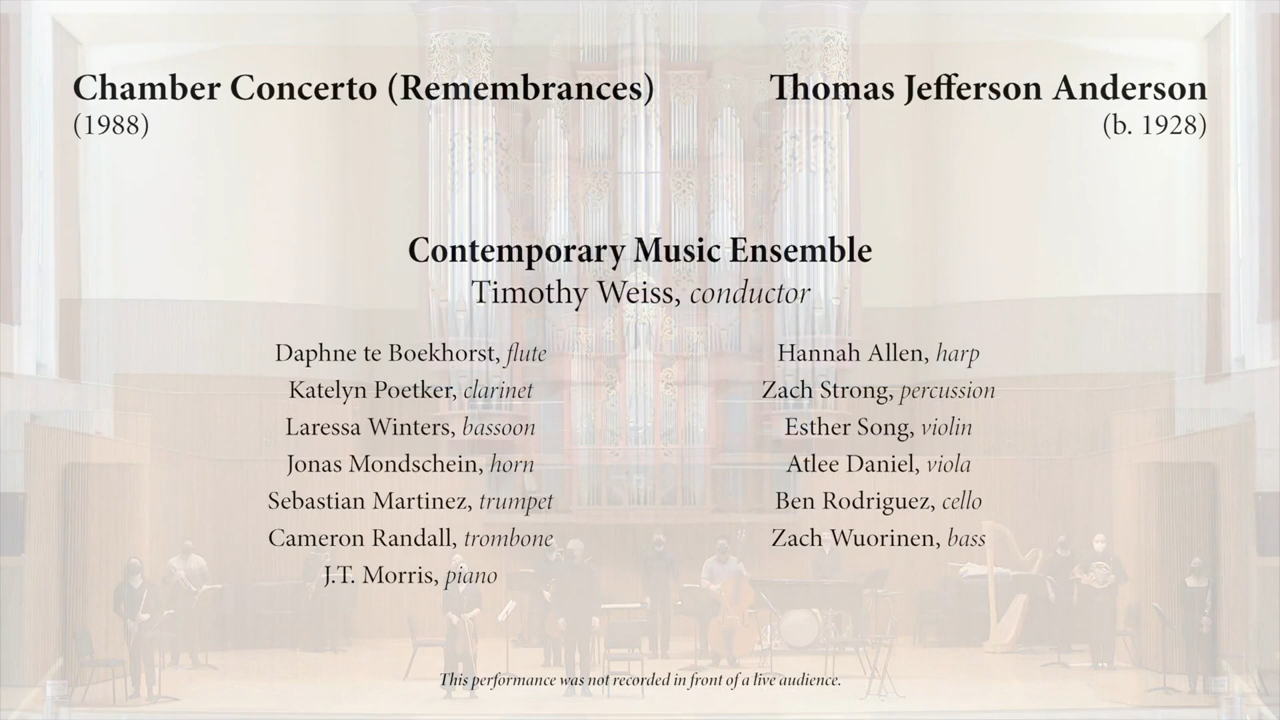 Chamber Concerto (Remembrances)
(1988)
Thomas Jefferson Anderson
(b. 1928)
Contemporary Music Ensemble
Timothy Weiss, conductor
Daphne te Boekhorst, flute
Katelyn Poetker, clarinet
Laressa Winters, bassoon
Jonas Mondschein, horn
Sebastian Martinez, trumpet
Cameron Randall, trombone
J.T. Morris, piano
Hannah Allen, harp
Zach Strong, percussion
Esther Song, violin
Atlee Daniel, viola
Ben Rodriguez, cello
Zach Wuorinen, bass
This performance was not recorded in front of a live audience.